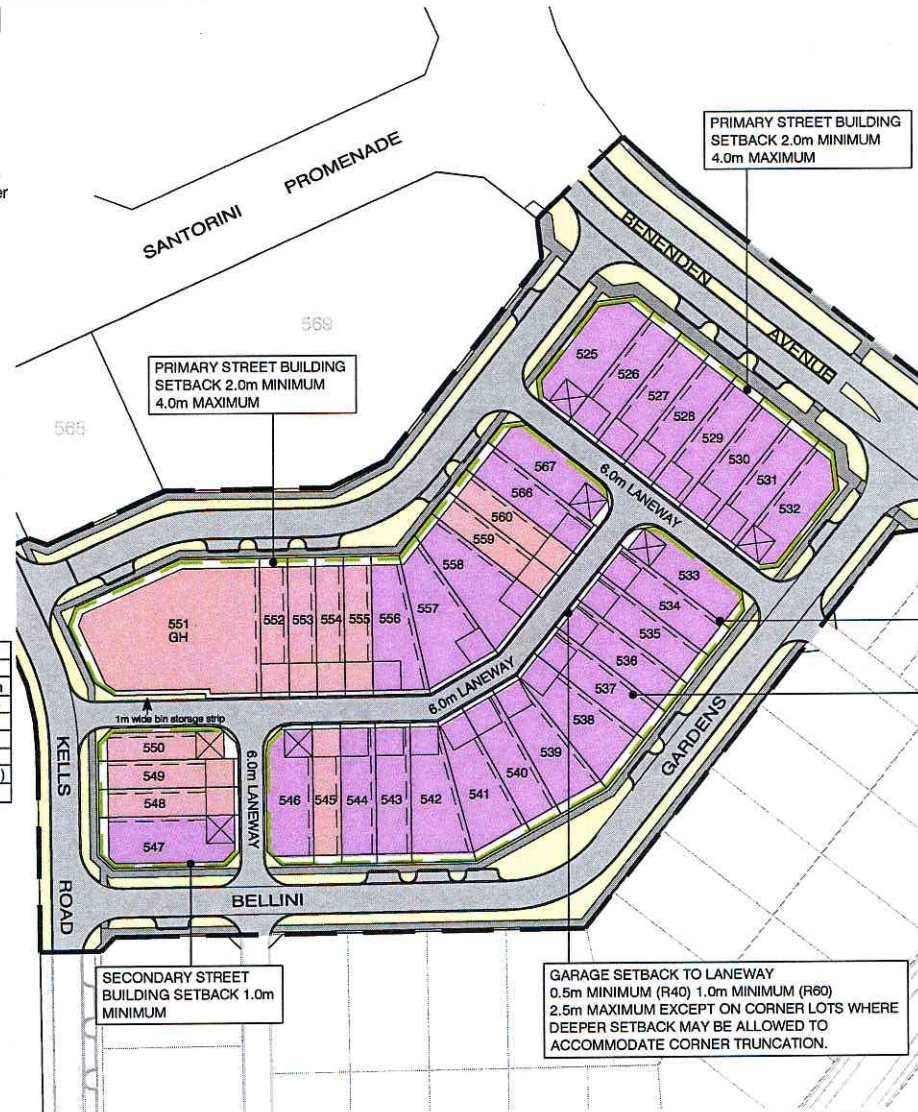 er
SANTORINI PROMENADE
PRIMARY STREET BUILDING
SETBACK 2.0m MINIMUM
4.0m MAXIMUM
BENENDEN AVENUE
569
568
PRIMARY STREET BUILDING
SETBACK 2.0m MINIMUM
4.0m MAXIMUM
525
526
527
528
529
530
531
532
6.0m LANEWAY
567
566
560
559
558
557
556
555
554
553
552
551
GH
533
534
535
536
537
538
539
540
541
542
543
544
545
546
6.0m LANEWAY
1m wide bin storage strip
6.0m LANEWAY
550
549
548
547
KELLS ROAD
BELLINI GARDENS
SECONDARY STREET
BUILDING SETBACK 1.0m
MINIMUM
GARAGE SETBACK TO LANEWAY
0.5m MINIMUM (R40) 1.0m MINIMUM (R60)
2.5m MAXIMUM EXCEPT ON CORNER LOTS WHERE
DEEPER SETBACK MAY BE ALLOWED TO
ACCOMMODATE CORNER TRUNCATION.